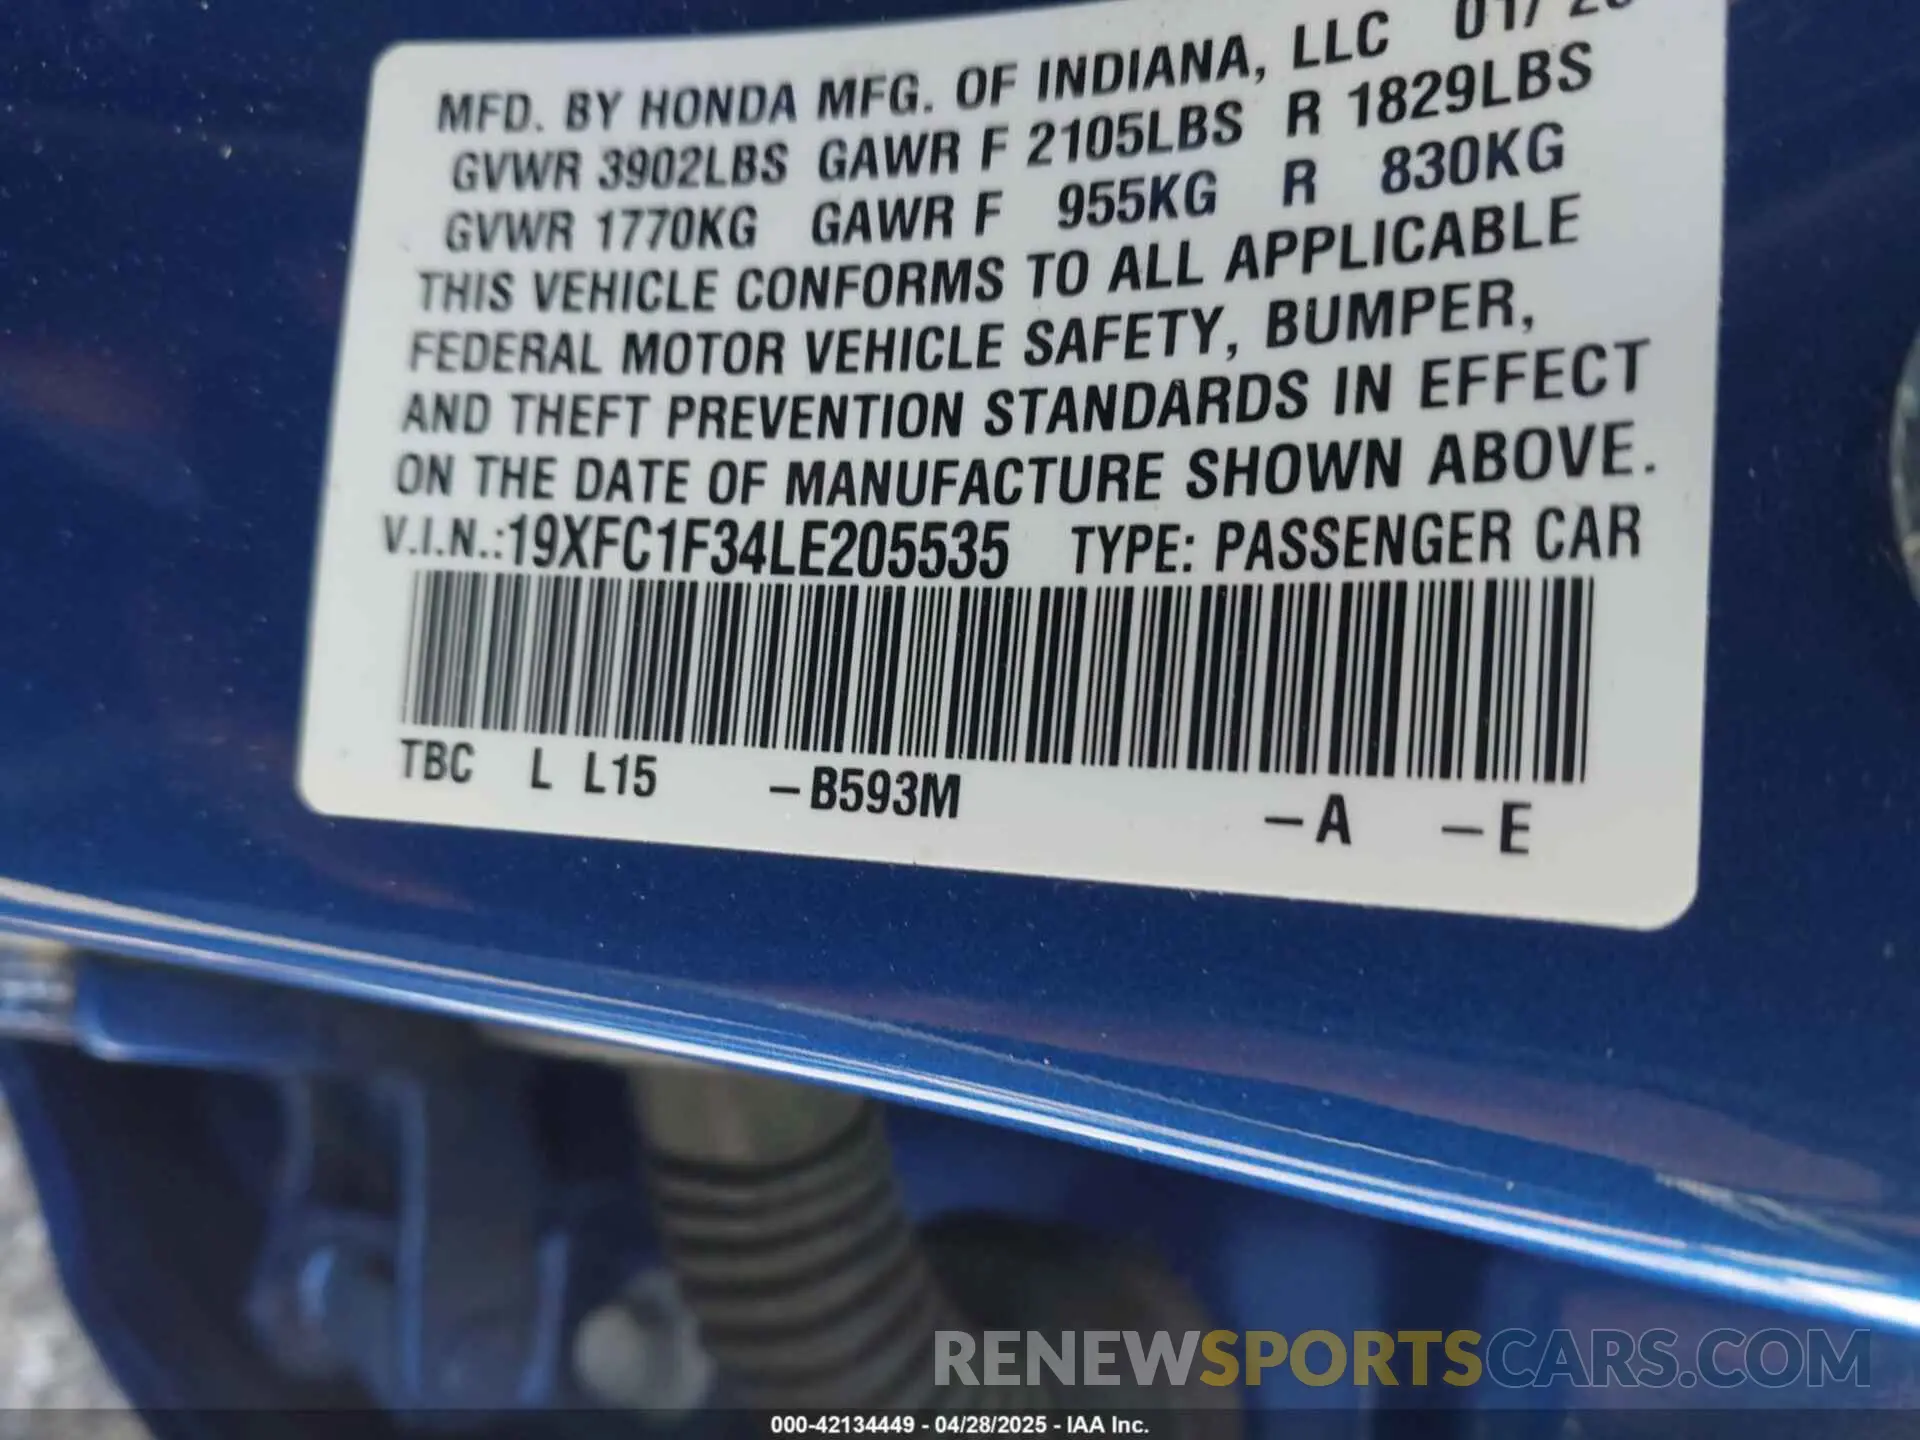 MFD. BY HONDA MFG. OF INDIANA, LLC 01/20
GVWR 3902LBS GAWR F 2105LBS R 1829LBS
GVWR 1770KG GAWR F 955KG R 830KG
THIS VEHICLE CONFORMS TO ALL APPLICABLE
FEDERAL MOTOR VEHICLE SAFETY, BUMPER,
AND THEFT PREVENTION STANDARDS IN EFFECT
ON THE DATE OF MANUFACTURE SHOWN ABOVE.
V.I.N.:19XFC1F34LE205535 TYPE: PASSENGER CAR
TBC L L15 –B593M –A –E
RENEWSPORTSCARS.COM
000-42134449 - 04/28/2025 - IAA Inc.